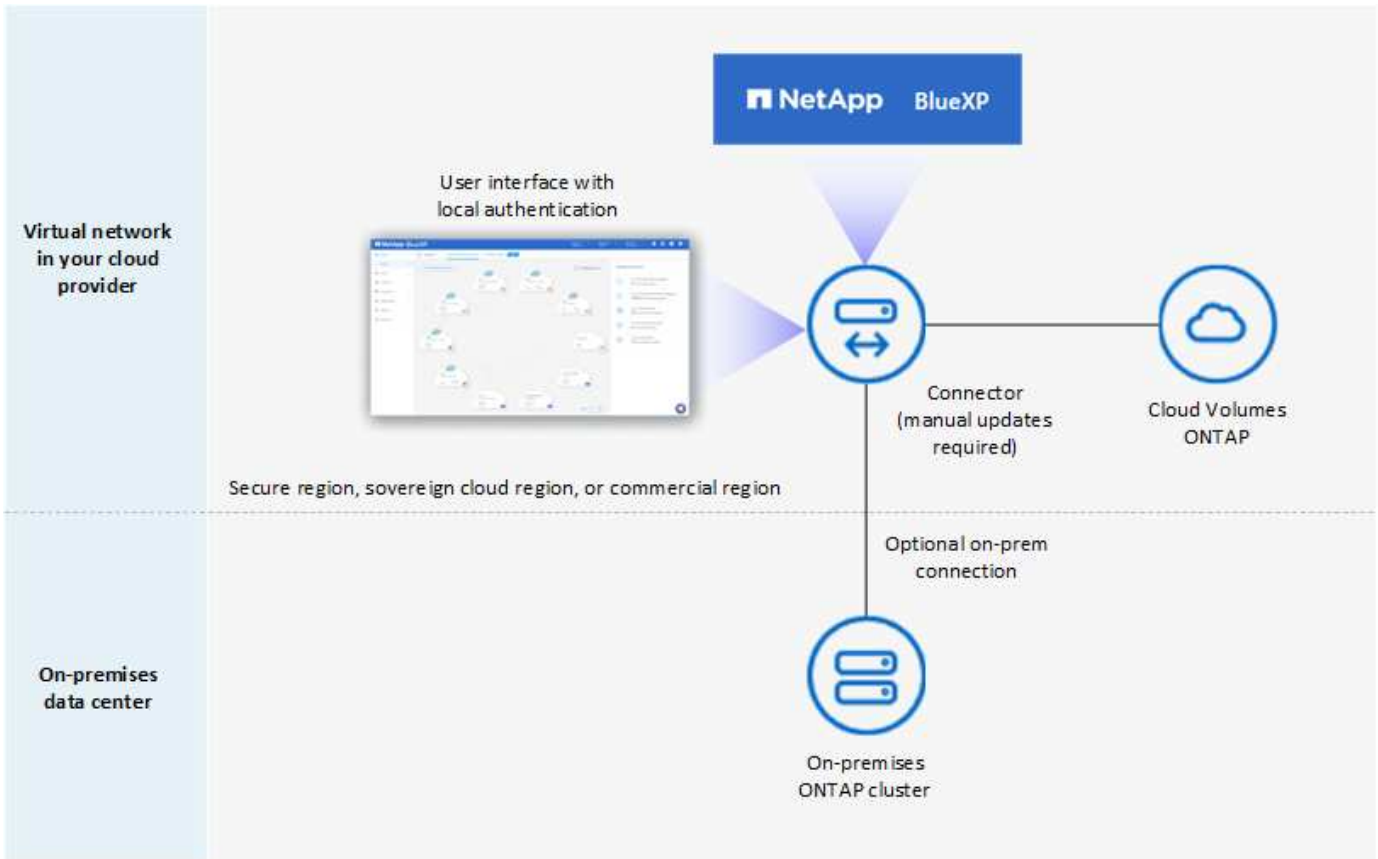 NetApp BlueXP
User interface with
local authentication
Virtual network
in your cloud
provider
Connector
(manual updates
required)
Cloud Volumes
ONTAP
Secure region, sovereign cloud region, or commercial region
Optional on-prem
connection
On-premises
data center
On-premises
ONTAP cluster